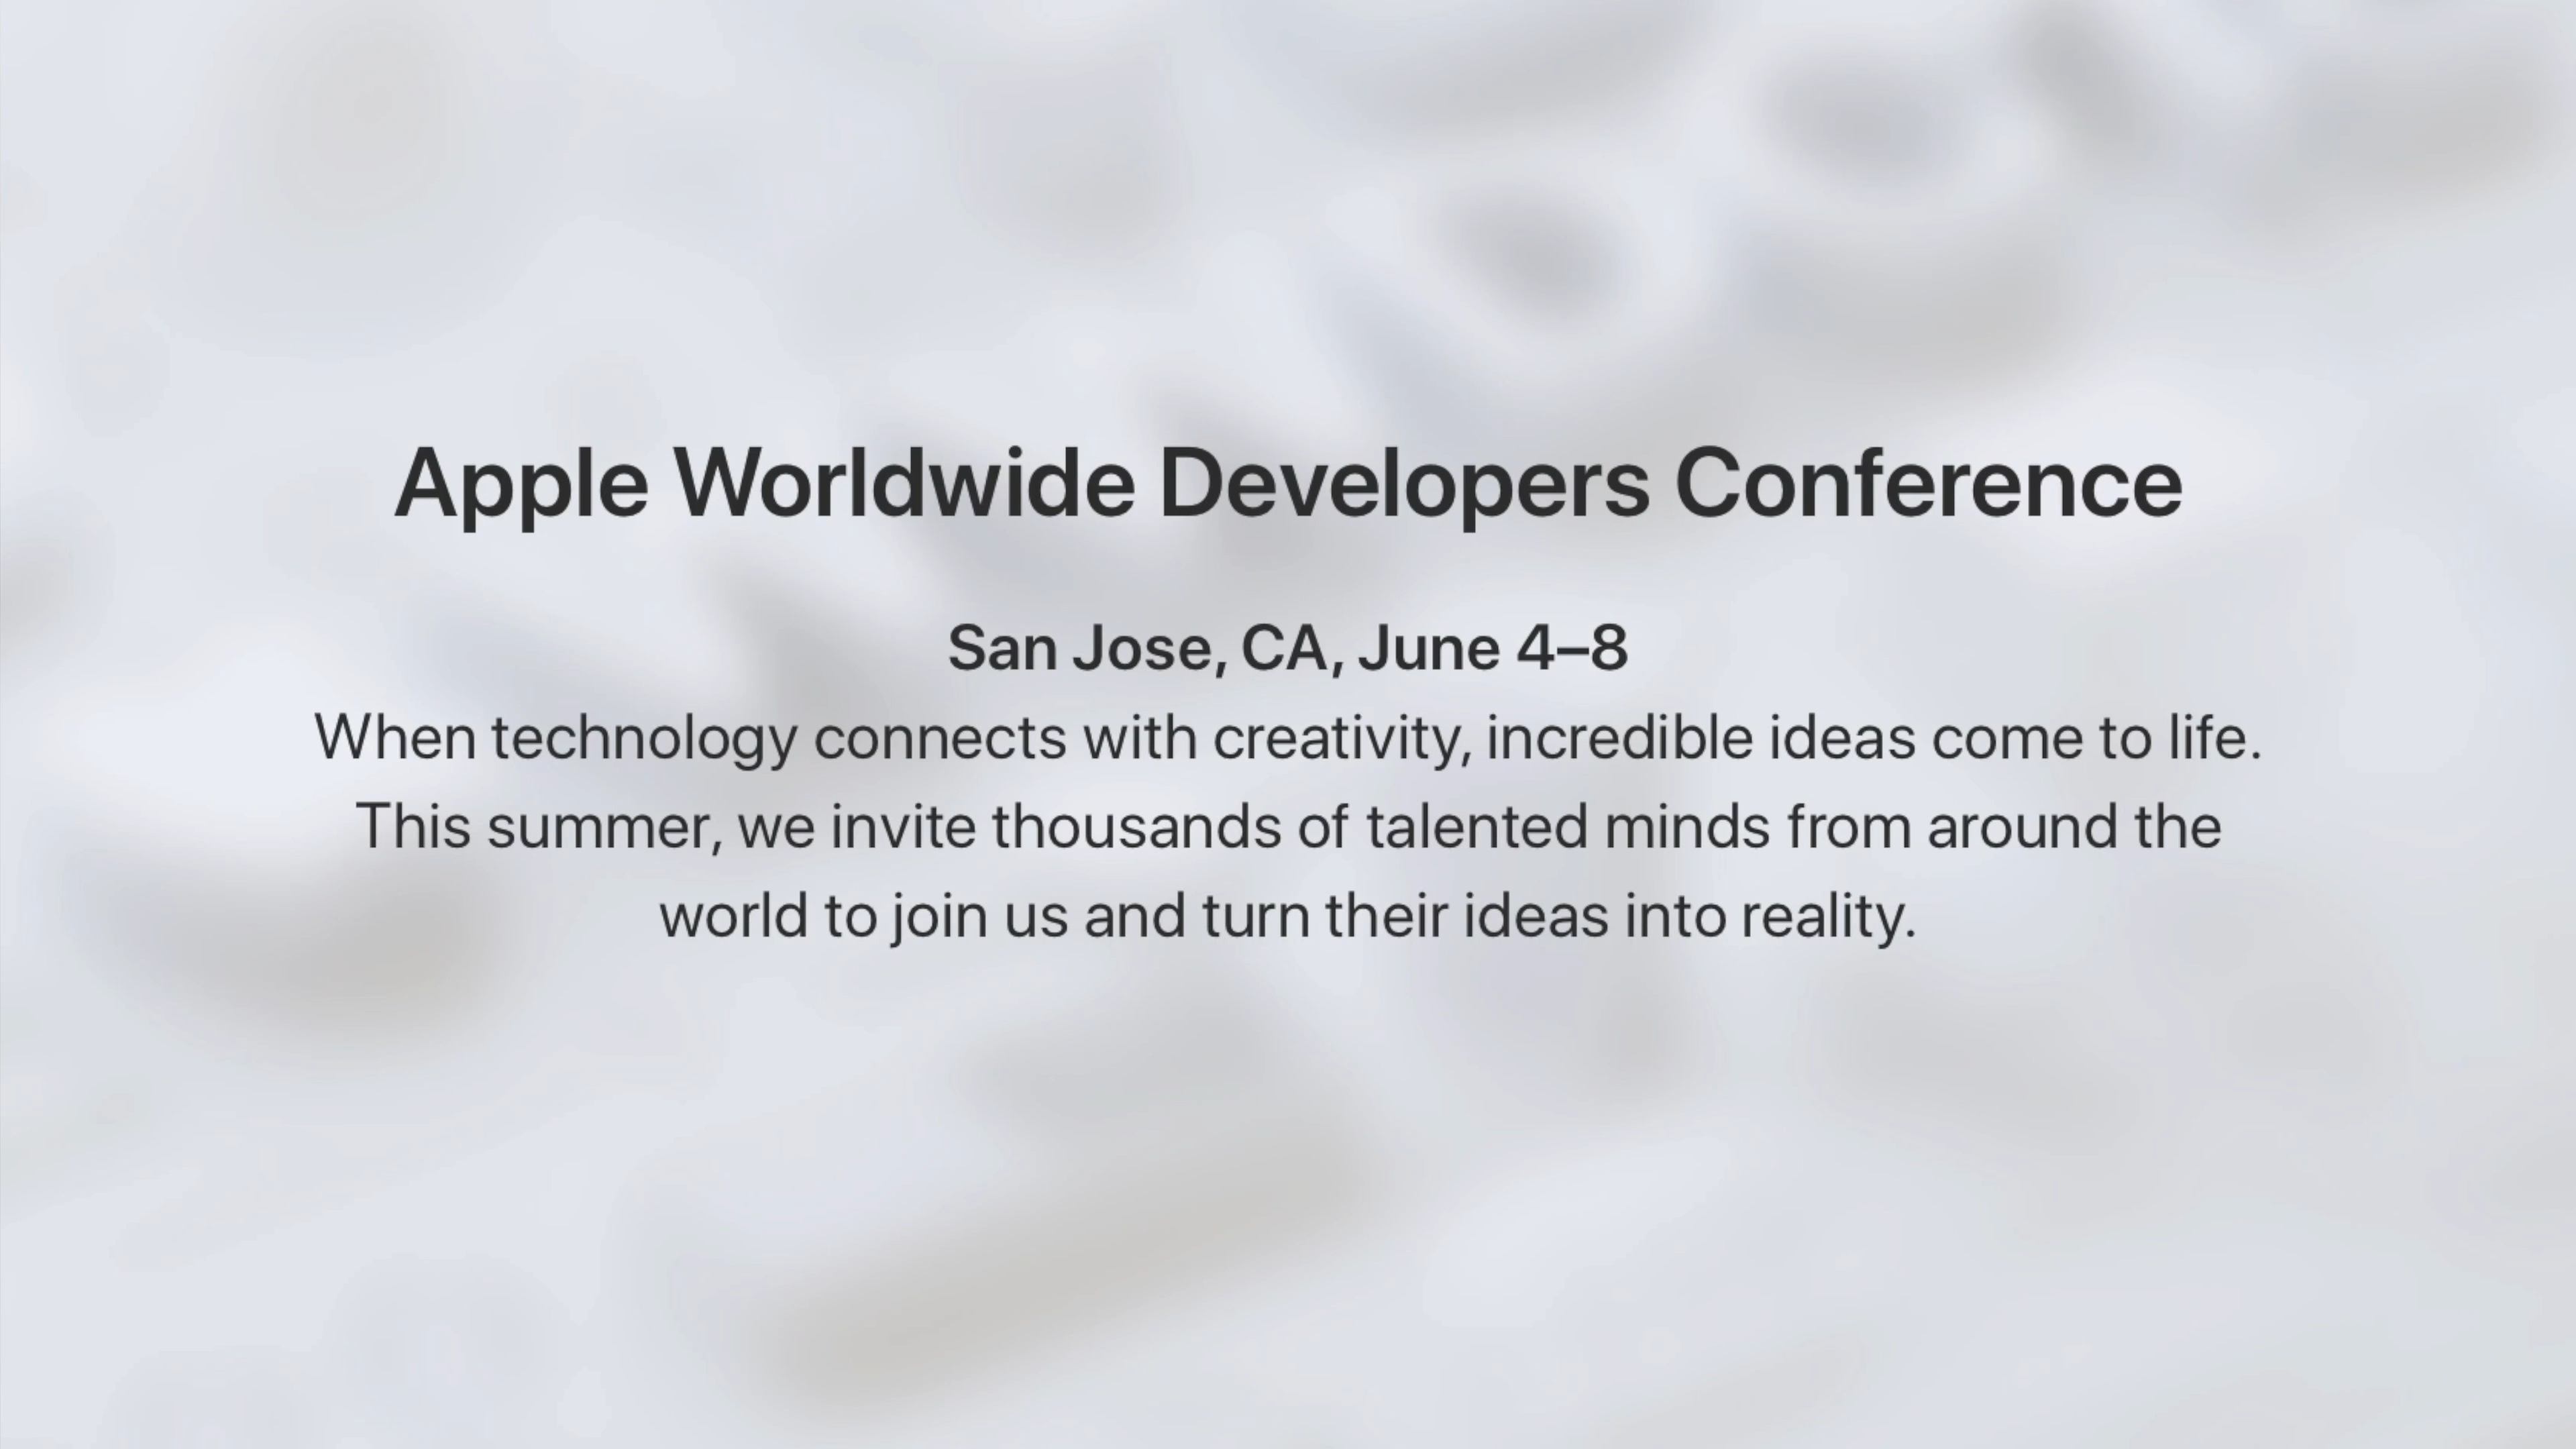 Apple Worldwide Developers Conference
San Jose, CA, June 4–8
When technology connects with creativity, incredible ideas come to life.
This summer, we invite thousands of talented minds from around the
world to join us and turn their ideas into reality.